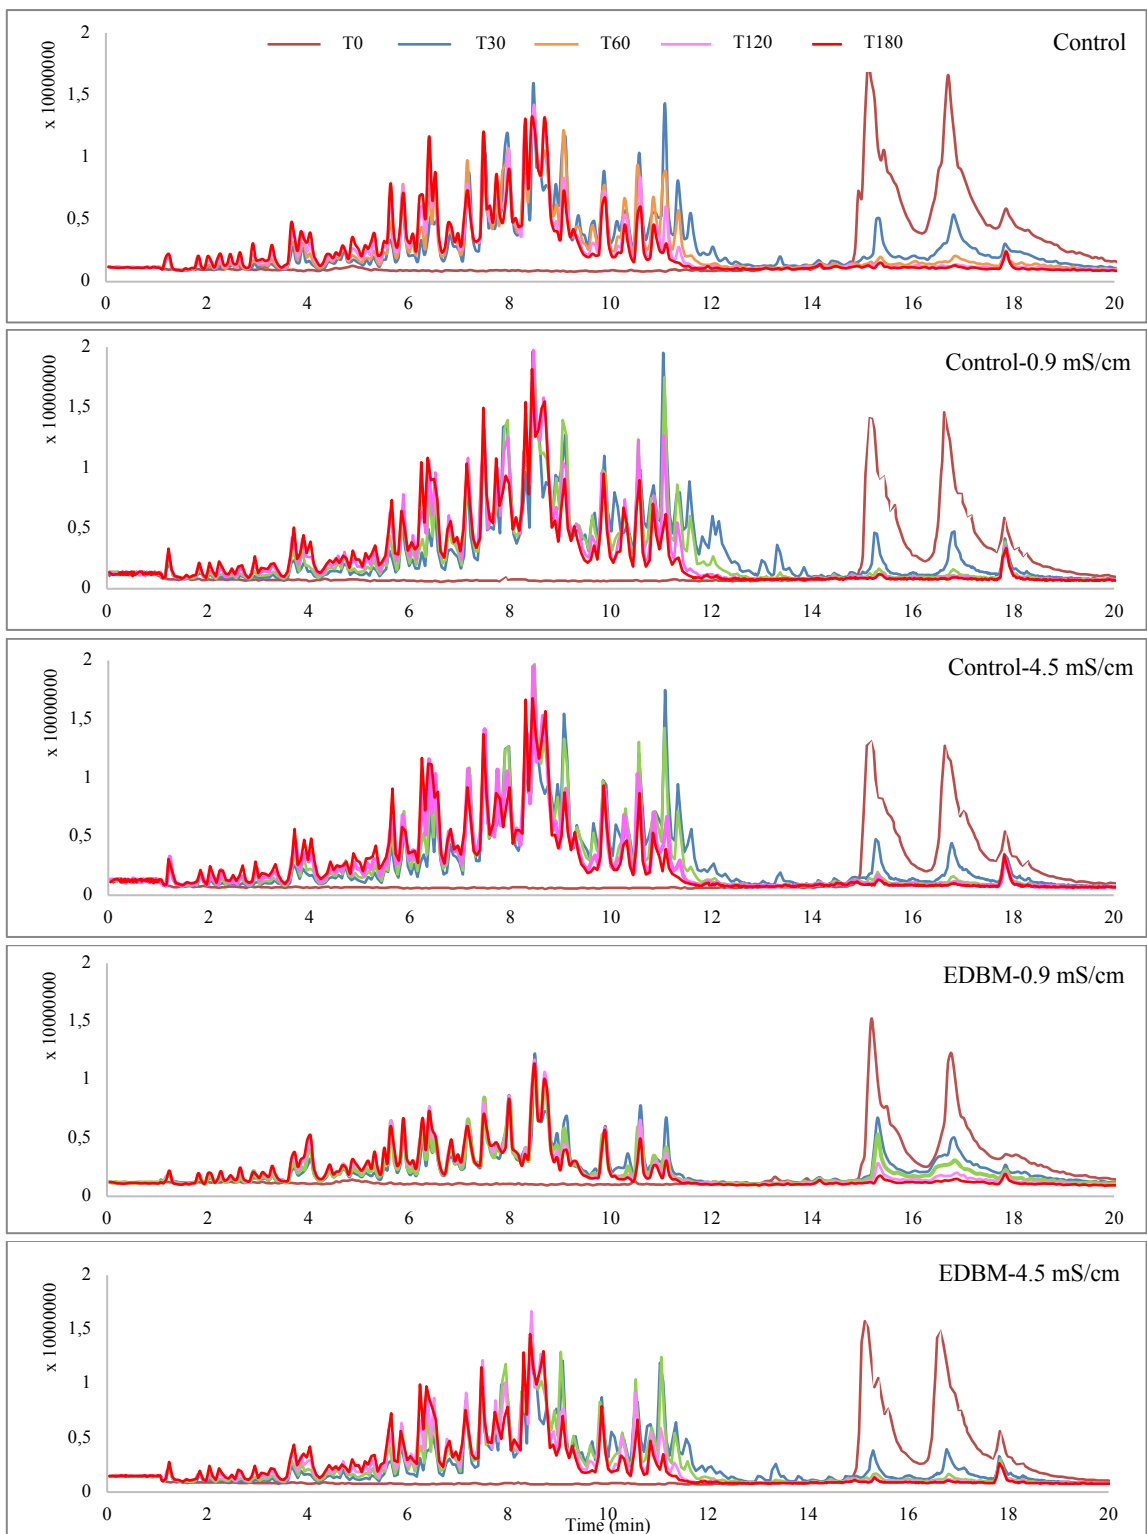 T0 T30 T60 T120 T180
Control
x 10000000
2
1,5
1
0,5
0
0 2 4 6 8 10 12 14 16 18 20
Control-0.9 mS/cm
x 10000000
2
1,5
1
0,5
0
0 2 4 6 8 10 12 14 16 18 20
Control-4.5 mS/cm
x 10000000
2
1,5
1
0,5
0
0 2 4 6 8 10 12 14 16 18 20
EDBM-0.9 mS/cm
x 10000000
2
1,5
1
0,5
0
0 2 4 6 8 10 12 14 16 18 20
EDBM-4.5 mS/cm
x 10000000
2
1,5
1
0,5
0
0 2 4 6 8 10 12 14 16 18 20
Time (min)